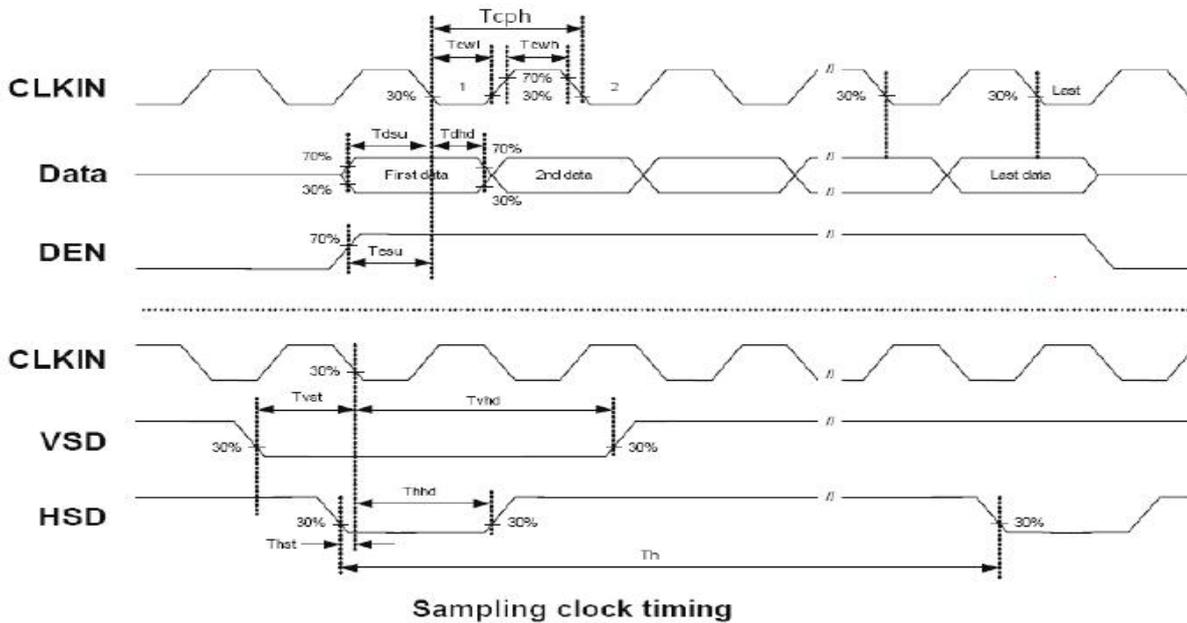 Tcph
Tcwl Tcwh
CLKIN
30% 1 70% 30% 2 // 30% 30% Last
Tdsu Tdhd
70% 70%
Data First data 2nd data // Last data
30% 30%
DEN 70% Tesu //
CLKIN
30% //
Tvst Tvhd
VSD 30% 30% //
Thhd
HSD 30% 30% // 30%
Thst
Th
Sampling clock timing